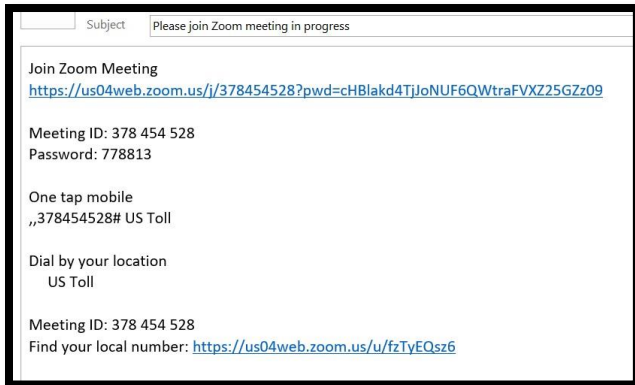 Subject Please join Zoom meeting in progress
Join Zoom Meeting
https://us04web.zoom.us/j/378454528?pwd=cHBlakd4TjJoNUF6QWtraFVXZ25GZz09
Meeting ID: 378 454 528
Password: 778813
One tap mobile
,,378454528# US Toll
Dial by your location
US Toll
Meeting ID: 378 454 528
Find your local number: https://us04web.zoom.us/u/fzTyEQsz6